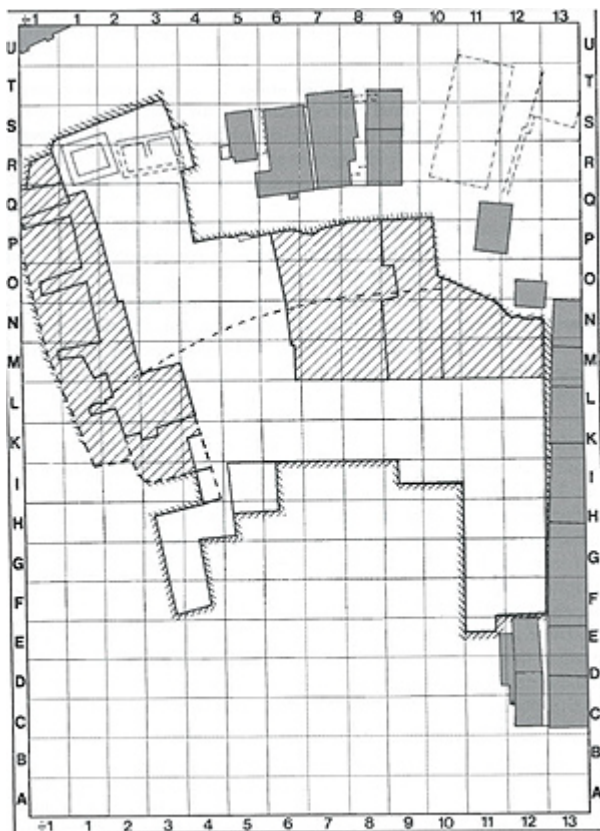 ÷1 1 2 3 4 5 6 7 8 9 10 11 12 13
U U
T T
S S
R R
Q Q
P P
O O
N N
M M
L L
K K
I I
H H
G G
F F
E E
D D
C C
B B
A A
÷1 1 2 3 4 5 6 7 8 9 10 11 12 13